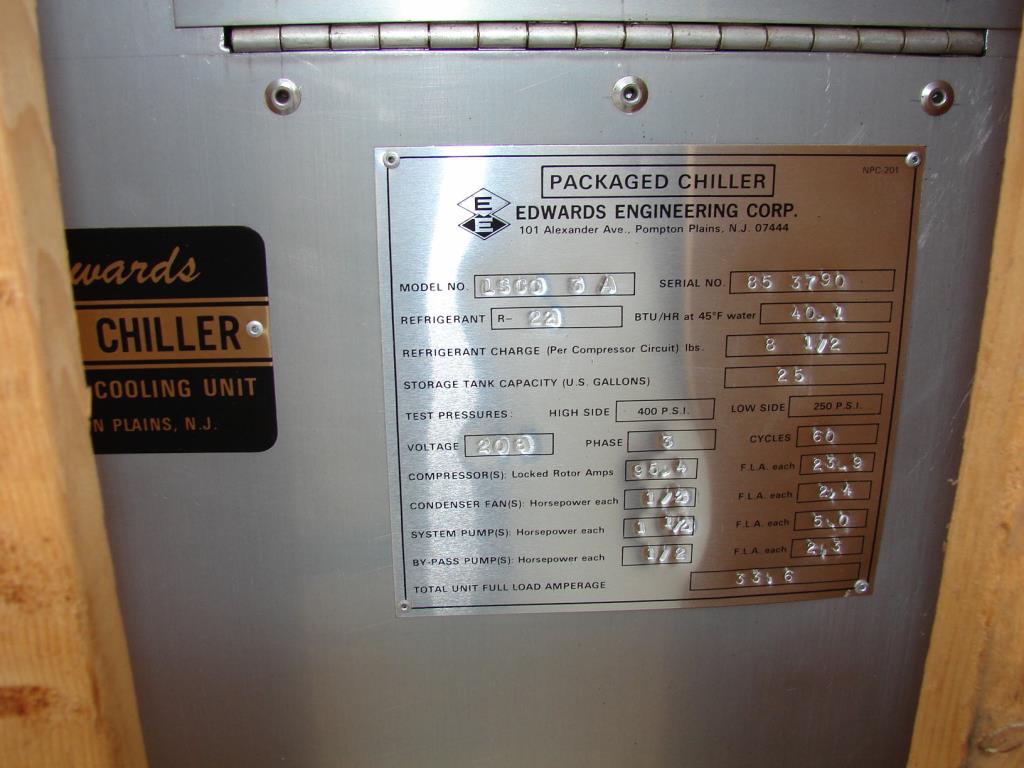 wards
CHILLER
COOLING UNIT
N PLAINS, N.J.
NPC-201
PACKAGED CHILLER
E E
EDWARDS ENGINEERING CORP.
101 Alexander Ave., Pompton Plains, N.J. 07444
MODEL NO. A SERIAL NO. 85 3790
REFRIGERANT R- 22 BTU/HR at 45°F water 40.1
REFRIGERANT CHARGE (Per Compressor Circuit) lbs. 8 1/2
STORAGE TANK CAPACITY (U.S. GALLONS) 25
TEST PRESSURES: HIGH SIDE 400 P.S.I. LOW SIDE 250 P.S.I.
VOLTAGE 208 PHASE 3 CYCLES 60
COMPRESSOR(S): Locked Rotor Amps 95.4 F.L.A. each 23.9
CONDENSER FAN(S): Horsepower each 1/2 F.L.A. each 2.4
SYSTEM PUMP(S): Horsepower each 1 1/2 F.L.A. each 5.0
BY-PASS PUMP(S): Horsepower each 1/2 F.L.A. each 2.3
TOTAL UNIT FULL LOAD AMPERAGE 33.6